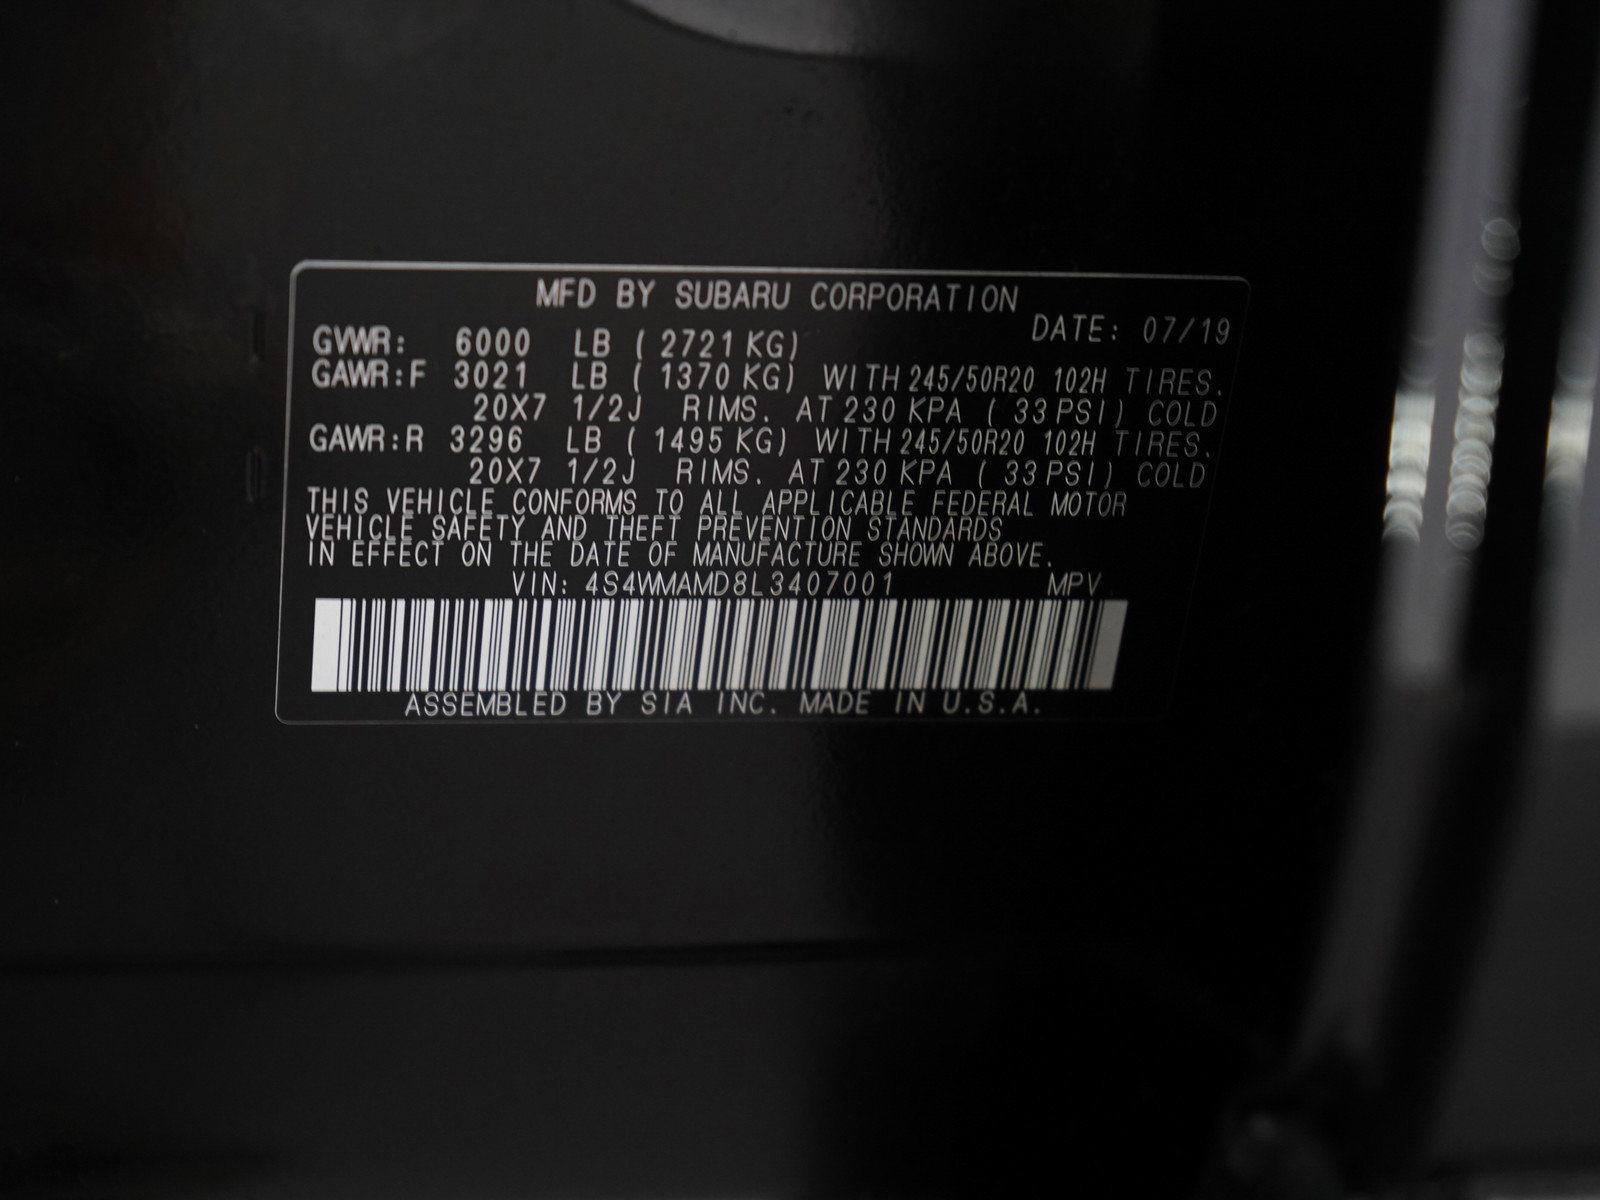 MFD BY SUBARU CORPORATION
DATE: 07/19
GVWR: 6000 LB ( 2721 KG)
GAWR:F 3021 LB ( 1370 KG) WITH 245/50R20 102H TIRES.
20X7 1/2J RIMS. AT 230 KPA ( 33 PSI) COLD
GAWR:R 3296 LB ( 1495 KG) WITH 245/50R20 102H TIRES.
20X7 1/2J RIMS. AT 230 KPA ( 33 PSI) COLD
THIS VEHICLE CONFORMS TO ALL APPLICABLE FEDERAL MOTOR
VEHICLE SAFETY AND THEFT PREVENTION STANDARDS
IN EFFECT ON THE DATE OF MANUFACTURE SHOWN ABOVE.
VIN: 4S4WMAMD8L3407001 MPV
ASSEMBLED BY SIA INC. MADE IN U.S.A.